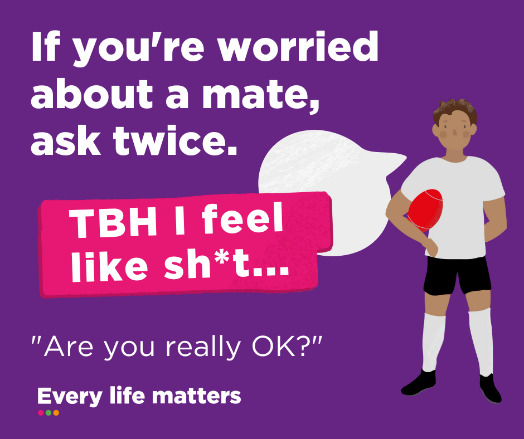 If you're worried
about a mate,
ask twice.
TBH I feel
like sh*t...
"Are you really OK?"
Every life matters